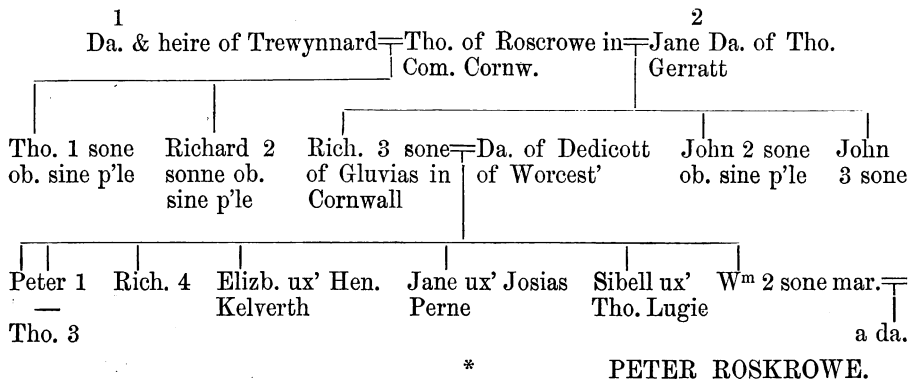 1 2
Da. & heire of Trewynnard Tho. of Roscrowe in Jane Da. of Tho.
Com. Cornw. Gerratt
Tho. 1 sone Richard 2 Rich. 3 sone Da. of Dedicott John 2 sone John
ob. sine p'le sonne ob. of Gluvias in of Worcest' ob. sine p'le 3 sone
sine p'le Cornwall
Peter 1 Rich. 4 Elizb. ux' Hen. Jane ux' Josias Sibell ux' Wm 2 sone mar.
Kelverth Perne Tho. Lugie
Tho. 3 a da.
* PETER ROSKROWE.